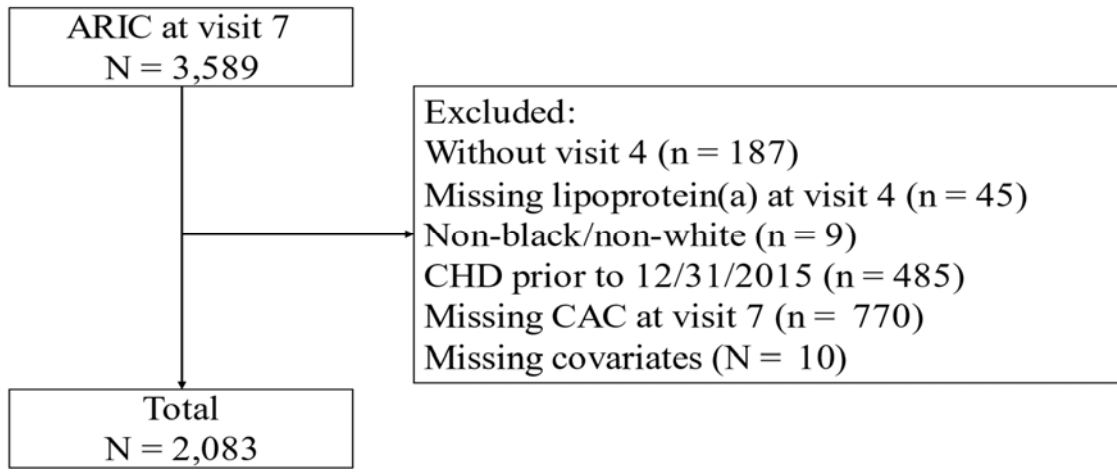 ARIC at visit 7
N = 3,589
Excluded:
Without visit 4 (n = 187)
Missing lipoprotein(a) at visit 4 (n = 45)
Non-black/non-white (n = 9)
CHD prior to 12/31/2015 (n = 485)
Missing CAC at visit 7 (n = 770)
Missing covariates (N = 10)
Total
N = 2,083